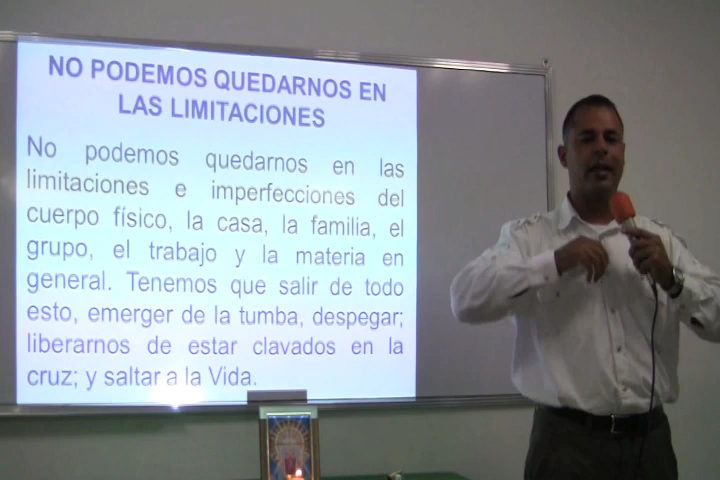 NO PODEMOS QUEDARNOS EN
LAS LIMITACIONES
No podemos quedarnos en las
limitaciones e imperfecciones del
cuerpo físico, la casa, la familia, el
grupo, el trabajo y la materia en
general. Tenemos que salir de todo
esto, emerger de la tumba, despegar;
liberarnos de estar clavados en la
cruz; y saltar a la Vida.